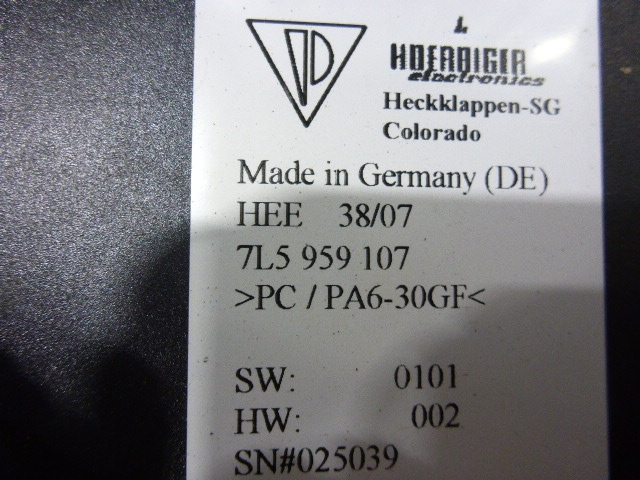 HOERBIGER
electronics
Heckklappen-SG
Colorado
Made in Germany (DE)
HEE 38/07
7L5 959 107
>PC / PA6-30GF<
SW: 0101
HW: 002
SN#025039